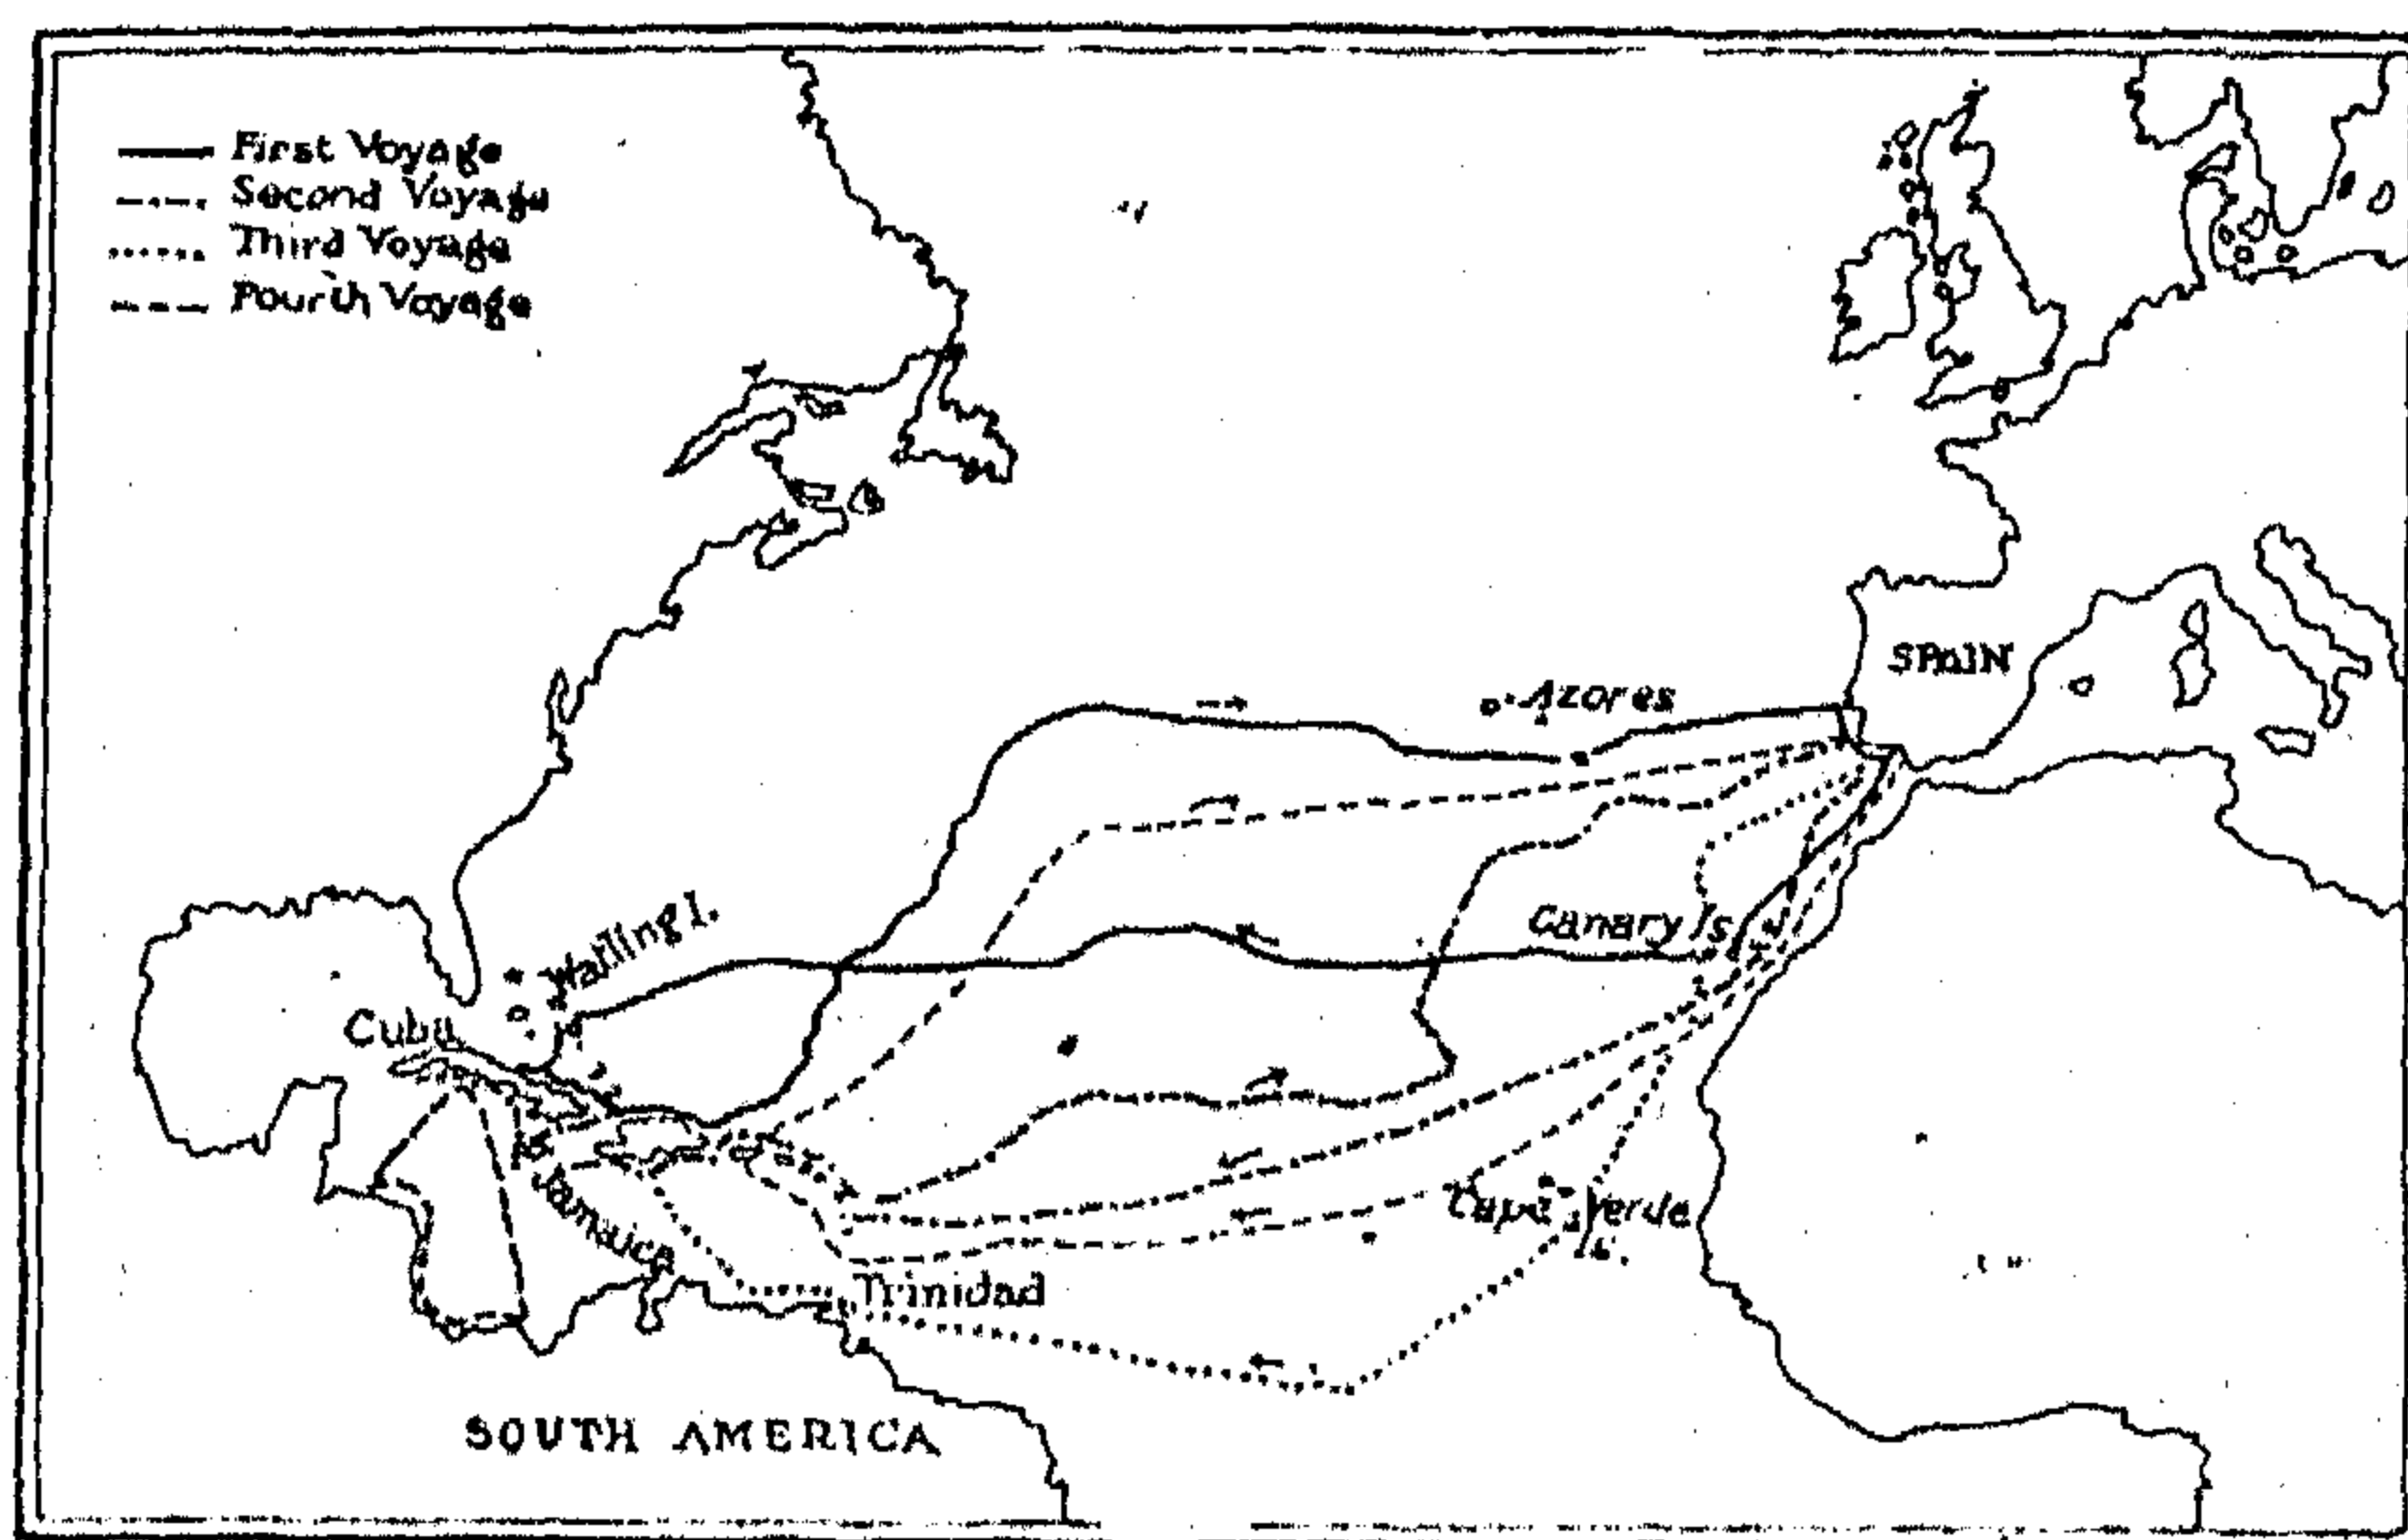 First Voyage
Second Voyage
Third Voyage
Fourth Voyage
SPAIN
Azores
Canary Is.
Watling I.
Cuba
Jamaica
Cape Verde
Is.
Trinidad
SOUTH AMERICA